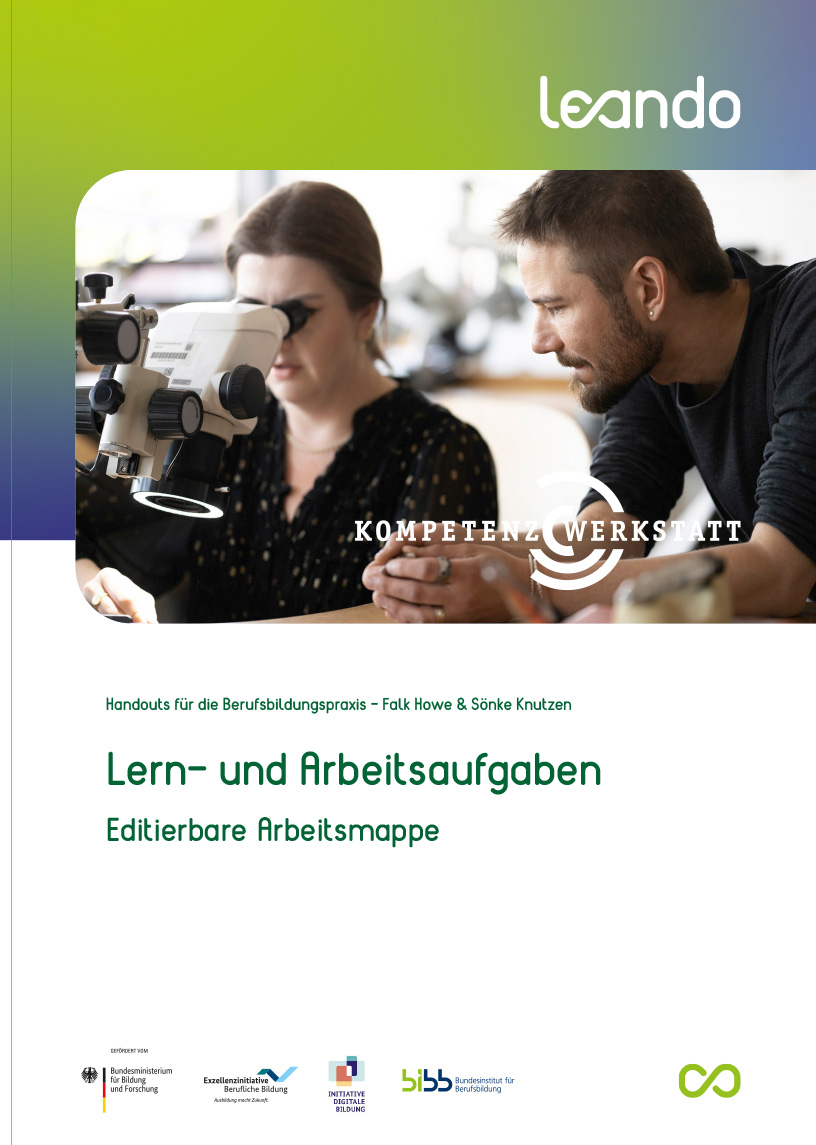 leando
KOMPETENZ WERKSTATT
Handouts für die Berufsbildungspraxis – Falk Howe & Sönke Knutzen
Lern- und Arbeitsaufgaben
Editierbare Arbeitsmappe
GEFÖRDERT VOM
Bundesministerium
für Bildung
und Forschung
Exzellenzinitiative
Berufliche Bildung
Ausbildung macht Zukunft.
INITIATIVE
DIGITALE
BILDUNG
bibb Bundesinstitut für
Berufsbildung